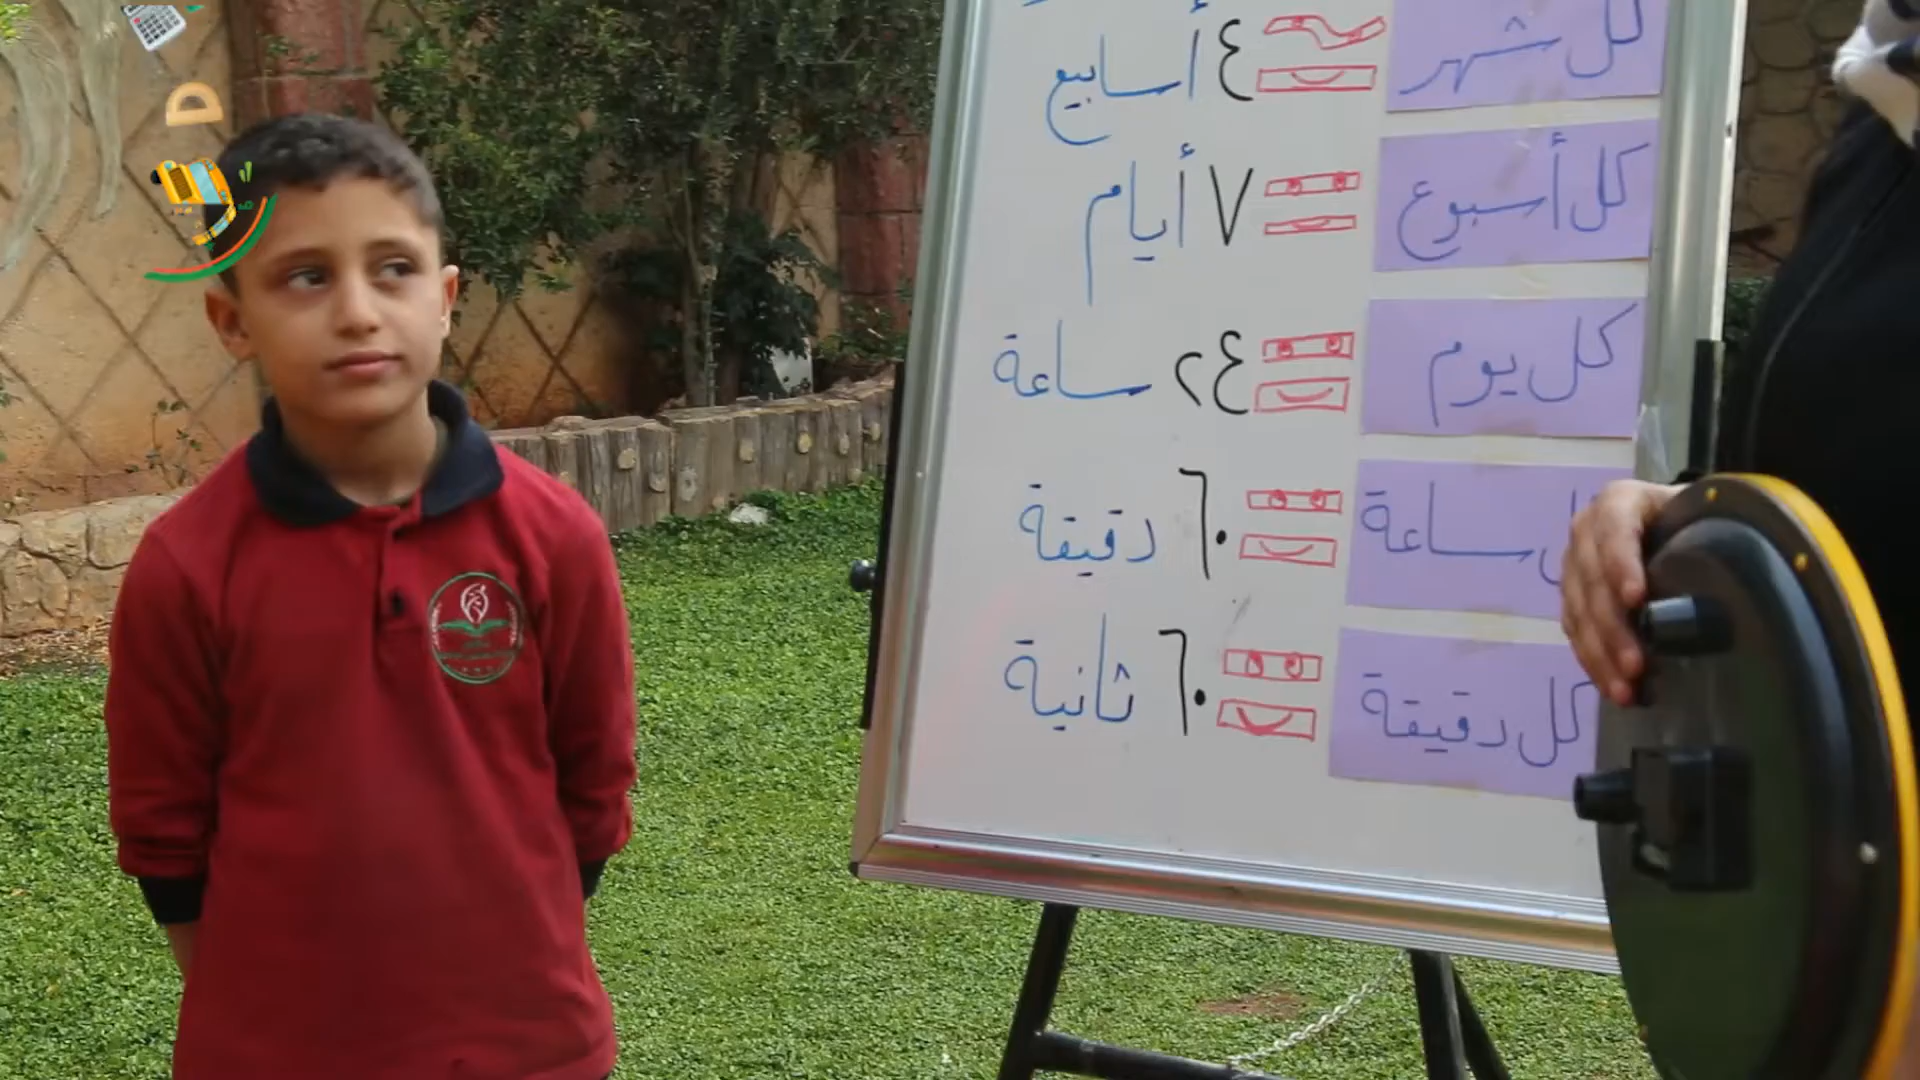 كل شهر = ٤ أسابيع
كل أسبوع = ٧ أيام
كل يوم = ٢٤ ساعة
ساعة = ٦٠ دقيقة
كل دقيقة = ٦٠ ثانية
D